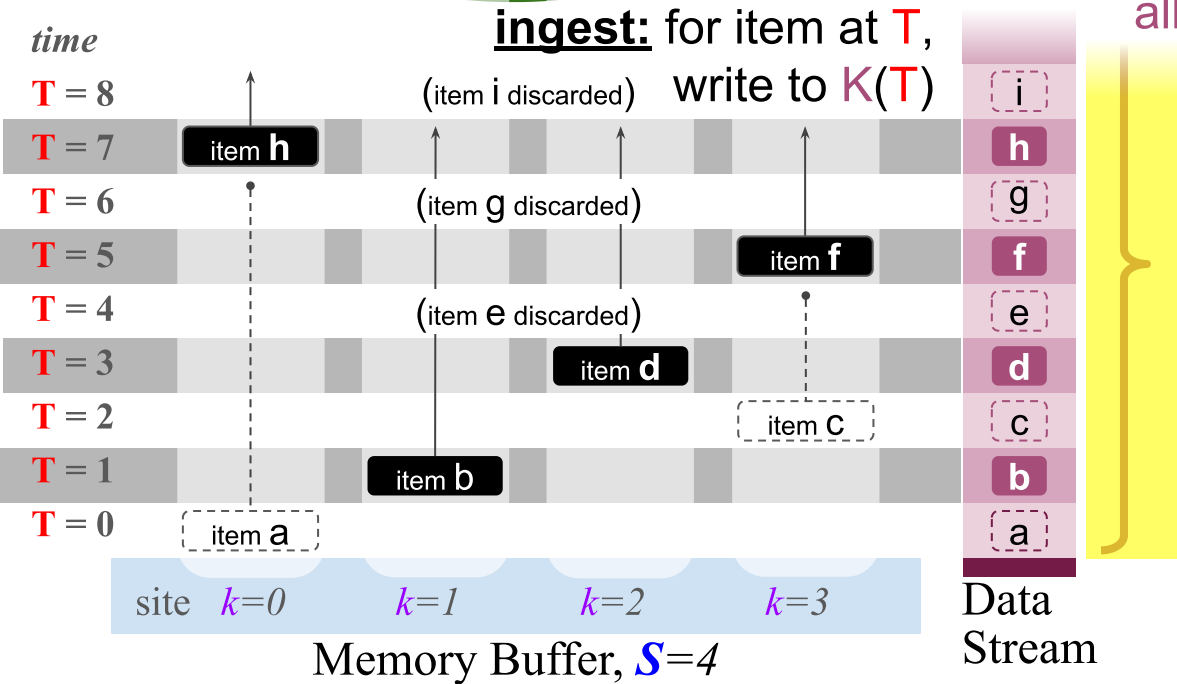 all
ingest: for item at T,
write to K(T)
time
T = 8
(item i discarded)
i
T = 7
item h
h
T = 6
(item g discarded)
g
T = 5
item f
f
T = 4
(item e discarded)
e
T = 3
item d
d
T = 2
item c
c
T = 1
item b
b
T = 0
item a
a
site k=0 k=1 k=2 k=3
Memory Buffer, S=4
Data
Stream